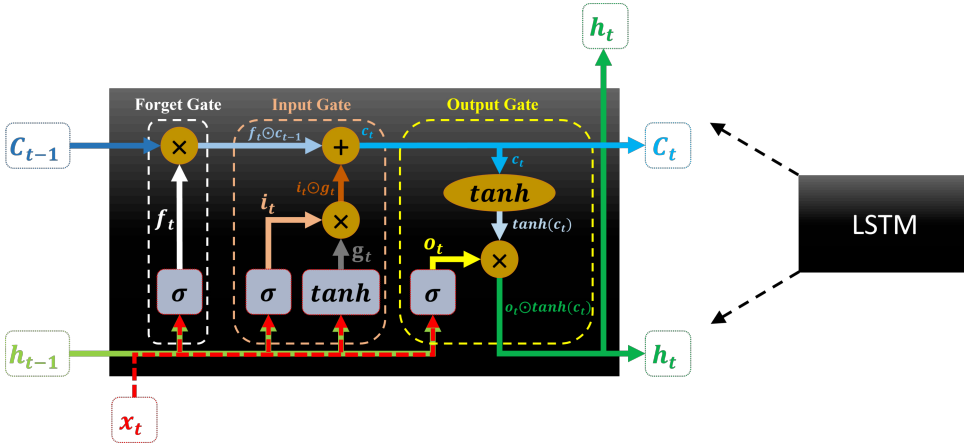 h_t
Forget Gate Input Gate Output Gate
C_{t-1} × f_t⊙c_{t-1} + c_t C_t
c_t
f_t i_t i_t⊙g_t tanh
× tanh(c_t)
g_t o_t ×
σ σ tanh σ
o_t⊙tanh(c_t)
h_{t-1} h_t
x_t
LSTM